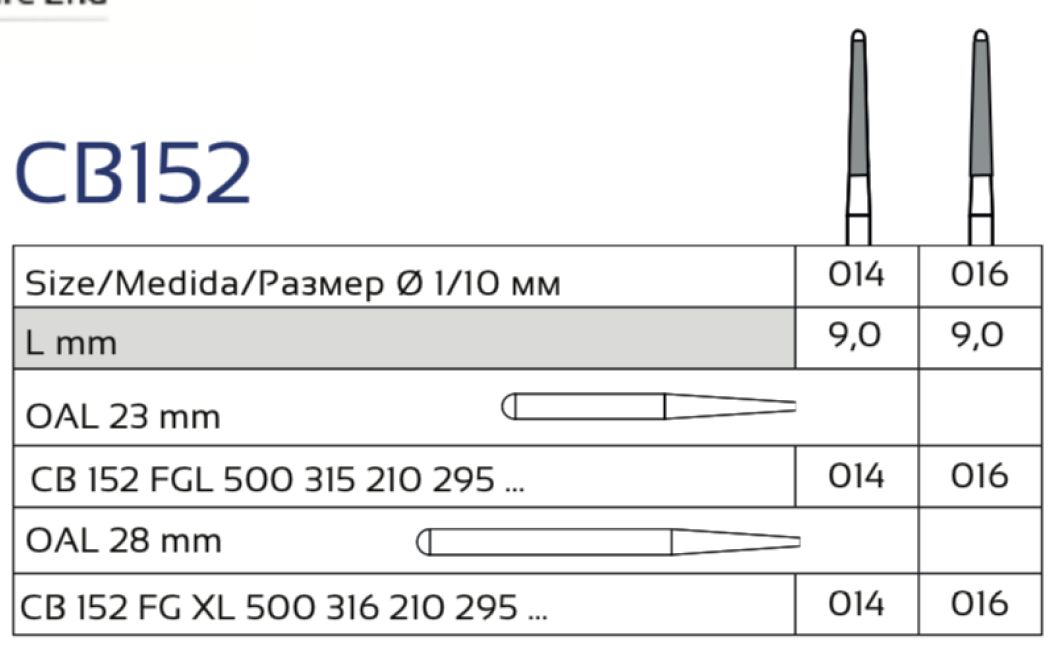 CB152
Size/Medida/Размер Ø 1/10 мм 014 016
L mm 9,0 9,0
OAL 23 mm
CB 152 FGL 500 315 210 295 ... 014 016
OAL 28 mm
CB 152 FG XL 500 316 210 295 ... 014 016